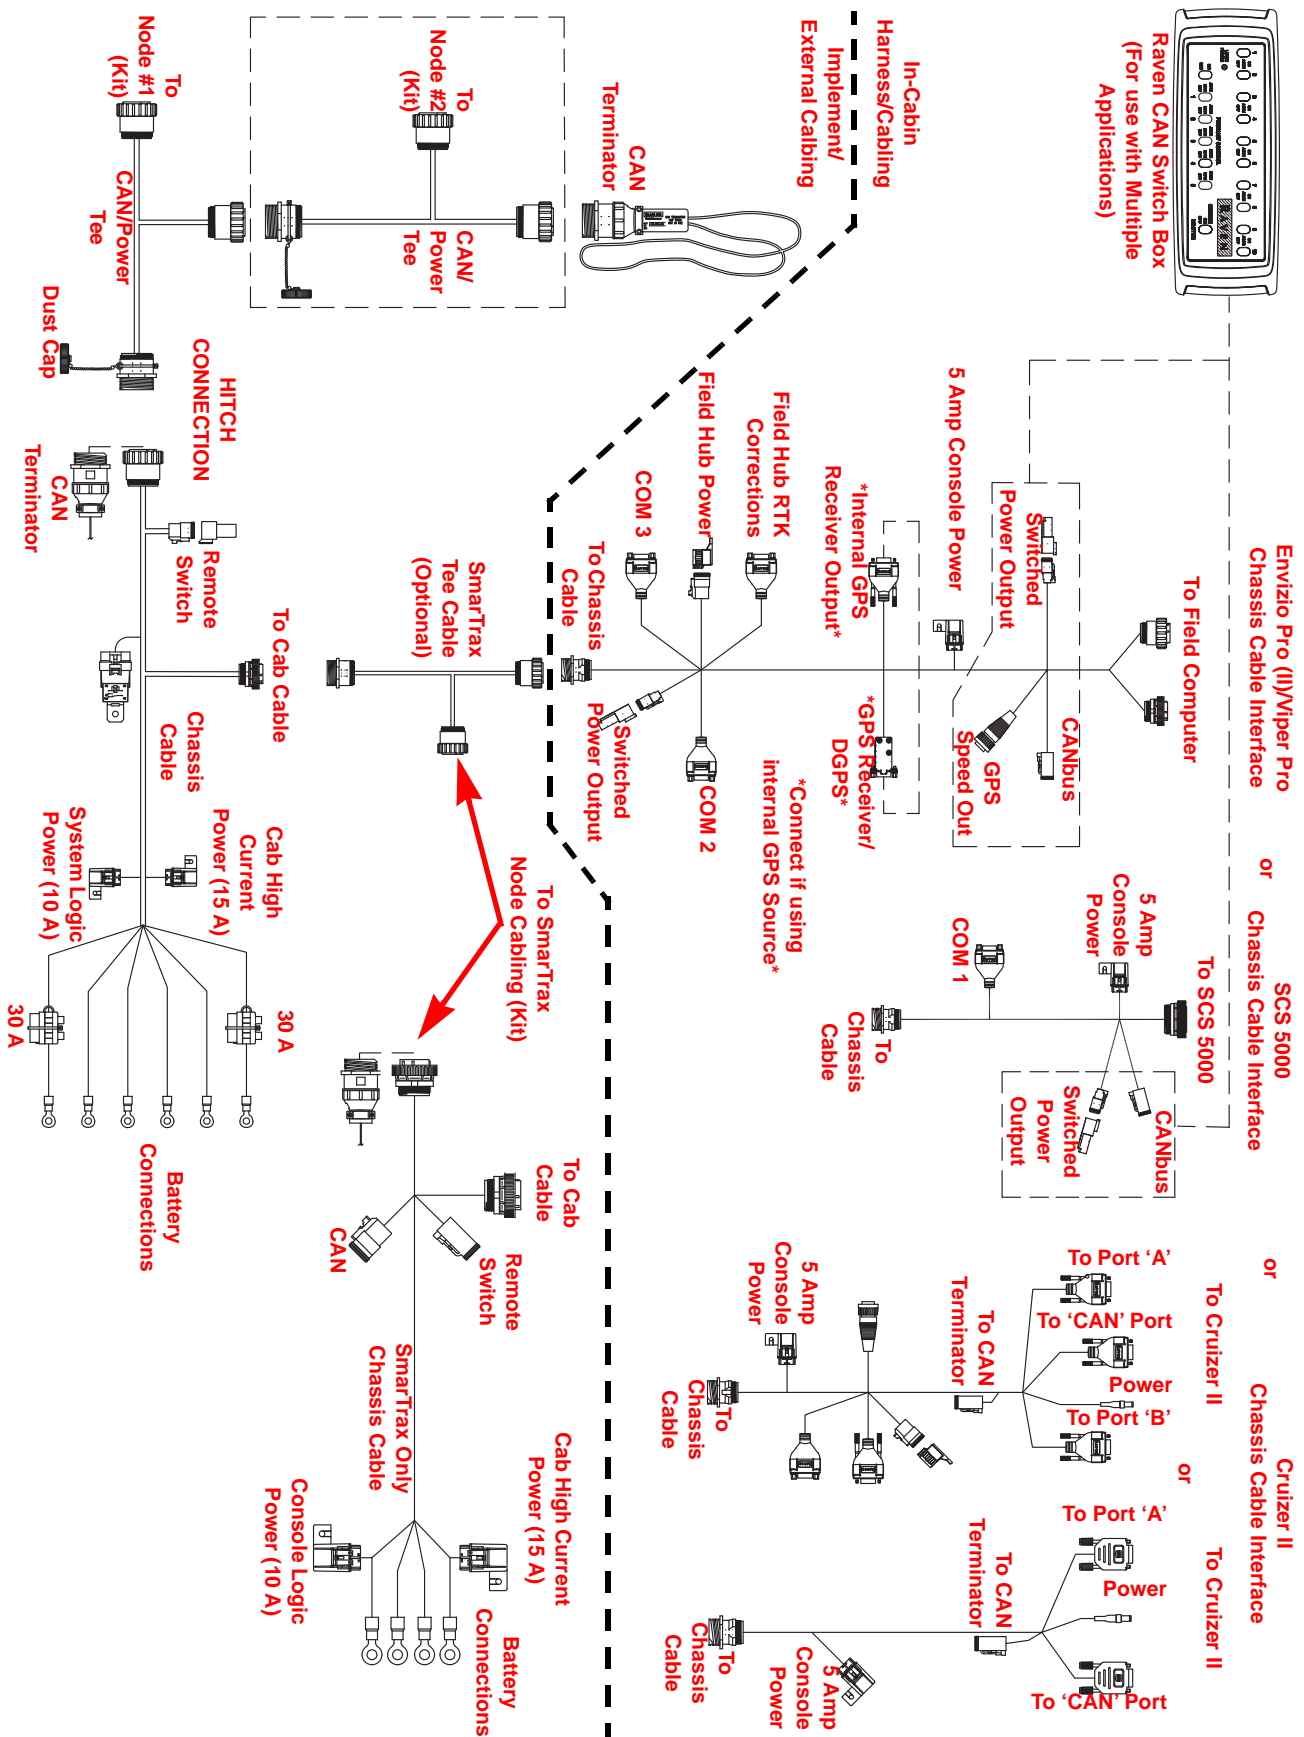 Raven CAN Switch Box
(For use with Multiple
Applications)
RAVEN
In-Cabin
Harness/Cabling
Implement/
External Calbing
Envizio Pro (II)/Viper Pro
Chassis Cable Interface
or
SCS 5000
Chassis Cable Interface
or
Cruizer II
Chassis Cable Interface
To Field Computer
Switched
Power Output
CANbus
GPS
Speed Out
5 Amp Console Power
*Internal GPS
Receiver Output*
*GPS Receiver/
DGPS*
*Connect if using
internal GPS Source*
Field Hub RTK
Corrections
Field Hub Power
COM 3
COM 2
Switched
Power Output
To Chassis
Cable
To SCS 5000
5 Amp
Console
Power
CANbus
Switched
Power
Output
COM 1
To
Chassis
Cable
To Cruizer II
To Port ‘A’
To ‘CAN’ Port
Power
To Port ‘B’
To CAN
Terminator
5 Amp
Console
Power
To
Chassis
Cable
or
To Cruizer II
To Port ‘A’
Power
To ‘CAN’ Port
To CAN
Terminator
5 Amp
Console
Power
To
Chassis
Cable
CAN
Terminator
To
Node #2
(Kit)
CAN/
Power
Tee
To
Node #1
(Kit)
CAN/Power
Tee
Dust Cap
HITCH
CONNECTION
CAN
Terminator
Remote
Switch
To Cab Cable
Chassis
Cable
SmarTrax
Tee Cable
(Optional)
To SmarTrax
Node Cabling (Kit)
Cab High
Current
Power (15 A)
System Logic
Power (10 A)
30 A
30 A
Battery
Connections
To Cab
Cable
CAN
Remote
Switch
SmarTrax Only
Chassis Cable
Cab High Current
Power (15 A)
Console Logic
Power (10 A)
Battery
Connections